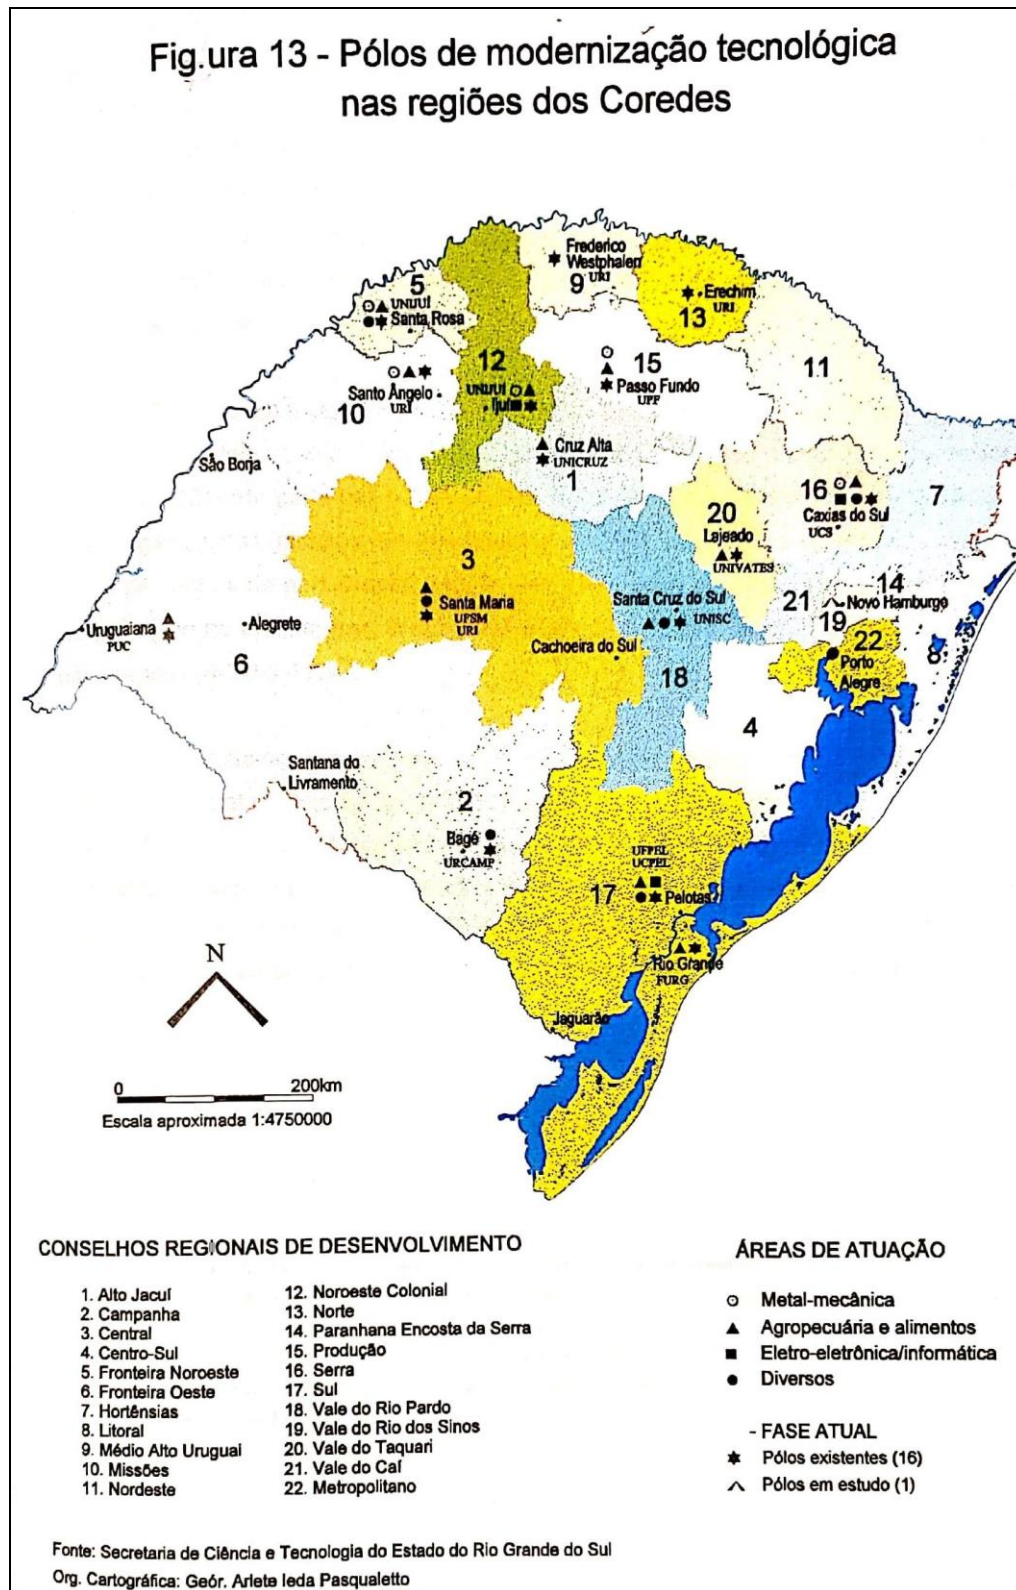 Fig.ura 13 - Pólos de modernização tecnológica
nas regiões dos Coredes
Frederico
Westphalen
URI
9
5
UNIJUÍ
Santa Rosa
Erechim
URI
13
12
15
11
Santo Ângelo
URI
10
UNIJUÍ
Ijuí
Passo Fundo
UPF
Cruz Alta
UNICRUZ
1
São Borja
16
Caxias do Sul
UCS
7
20
Lajeado
UNIVATES
3
Santa Maria
UFSM
URI
Santa Cruz do Sul
UNISC
14
21
Novo Hamburgo
19
Uruguaiana
PUC
Alegrete
6
Cachoeira do Sul
18
22
Porto
Alegre
8
4
Santana do
Livramento
2
Bagé
URCAMP
UFPEL
UCPEL
17
Pelotas
Rio Grande
FURG
Jaguarão
N
0 200km
Escala aproximada 1:4750000
CONSELHOS REGIONAIS DE DESENVOLVIMENTO
1. Alto Jacuí
2. Campanha
3. Central
4. Centro-Sul
5. Fronteira Noroeste
6. Fronteira Oeste
7. Hortênsias
8. Litoral
9. Médio Alto Uruguai
10. Missões
11. Nordeste
12. Noroeste Colonial
13. Norte
14. Paranhana Encosta da Serra
15. Produção
16. Serra
17. Sul
18. Vale do Rio Pardo
19. Vale do Rio dos Sinos
20. Vale do Taquari
21. Vale do Caí
22. Metropolitano
ÁREAS DE ATUAÇÃO
Metal-mecânica
Agropecuária e alimentos
Eletro-eletrônica/informática
Diversos
- FASE ATUAL
Pólos existentes (16)
Pólos em estudo (1)
Fonte: Secretaria de Ciência e Tecnologia do Estado do Rio Grande do Sul
Org. Cartográfica: Geór. Arlete Ieda Pasqualetto